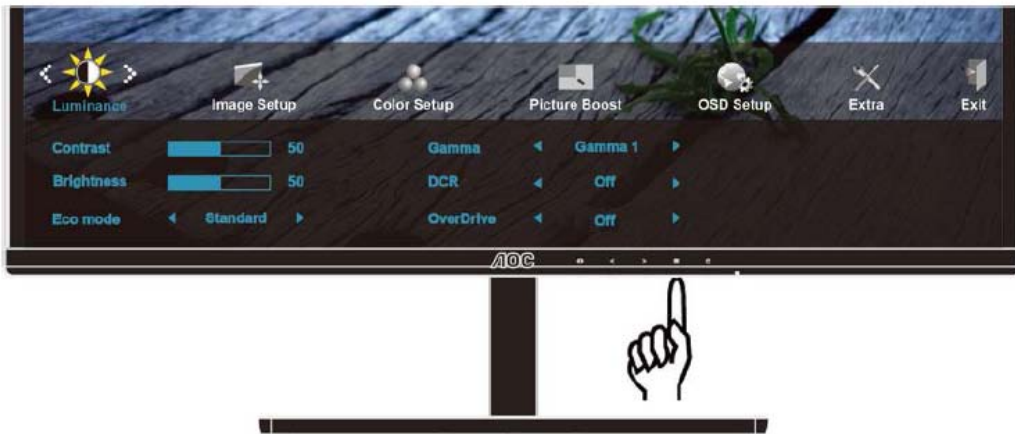 Luminance Image Setup Color Setup Picture Boost OSD Setup Extra Exit
Contrast 50 Gamma Gamma 1
Brightness 50 DCR Off
Eco mode Standard OverDrive Off
AOC